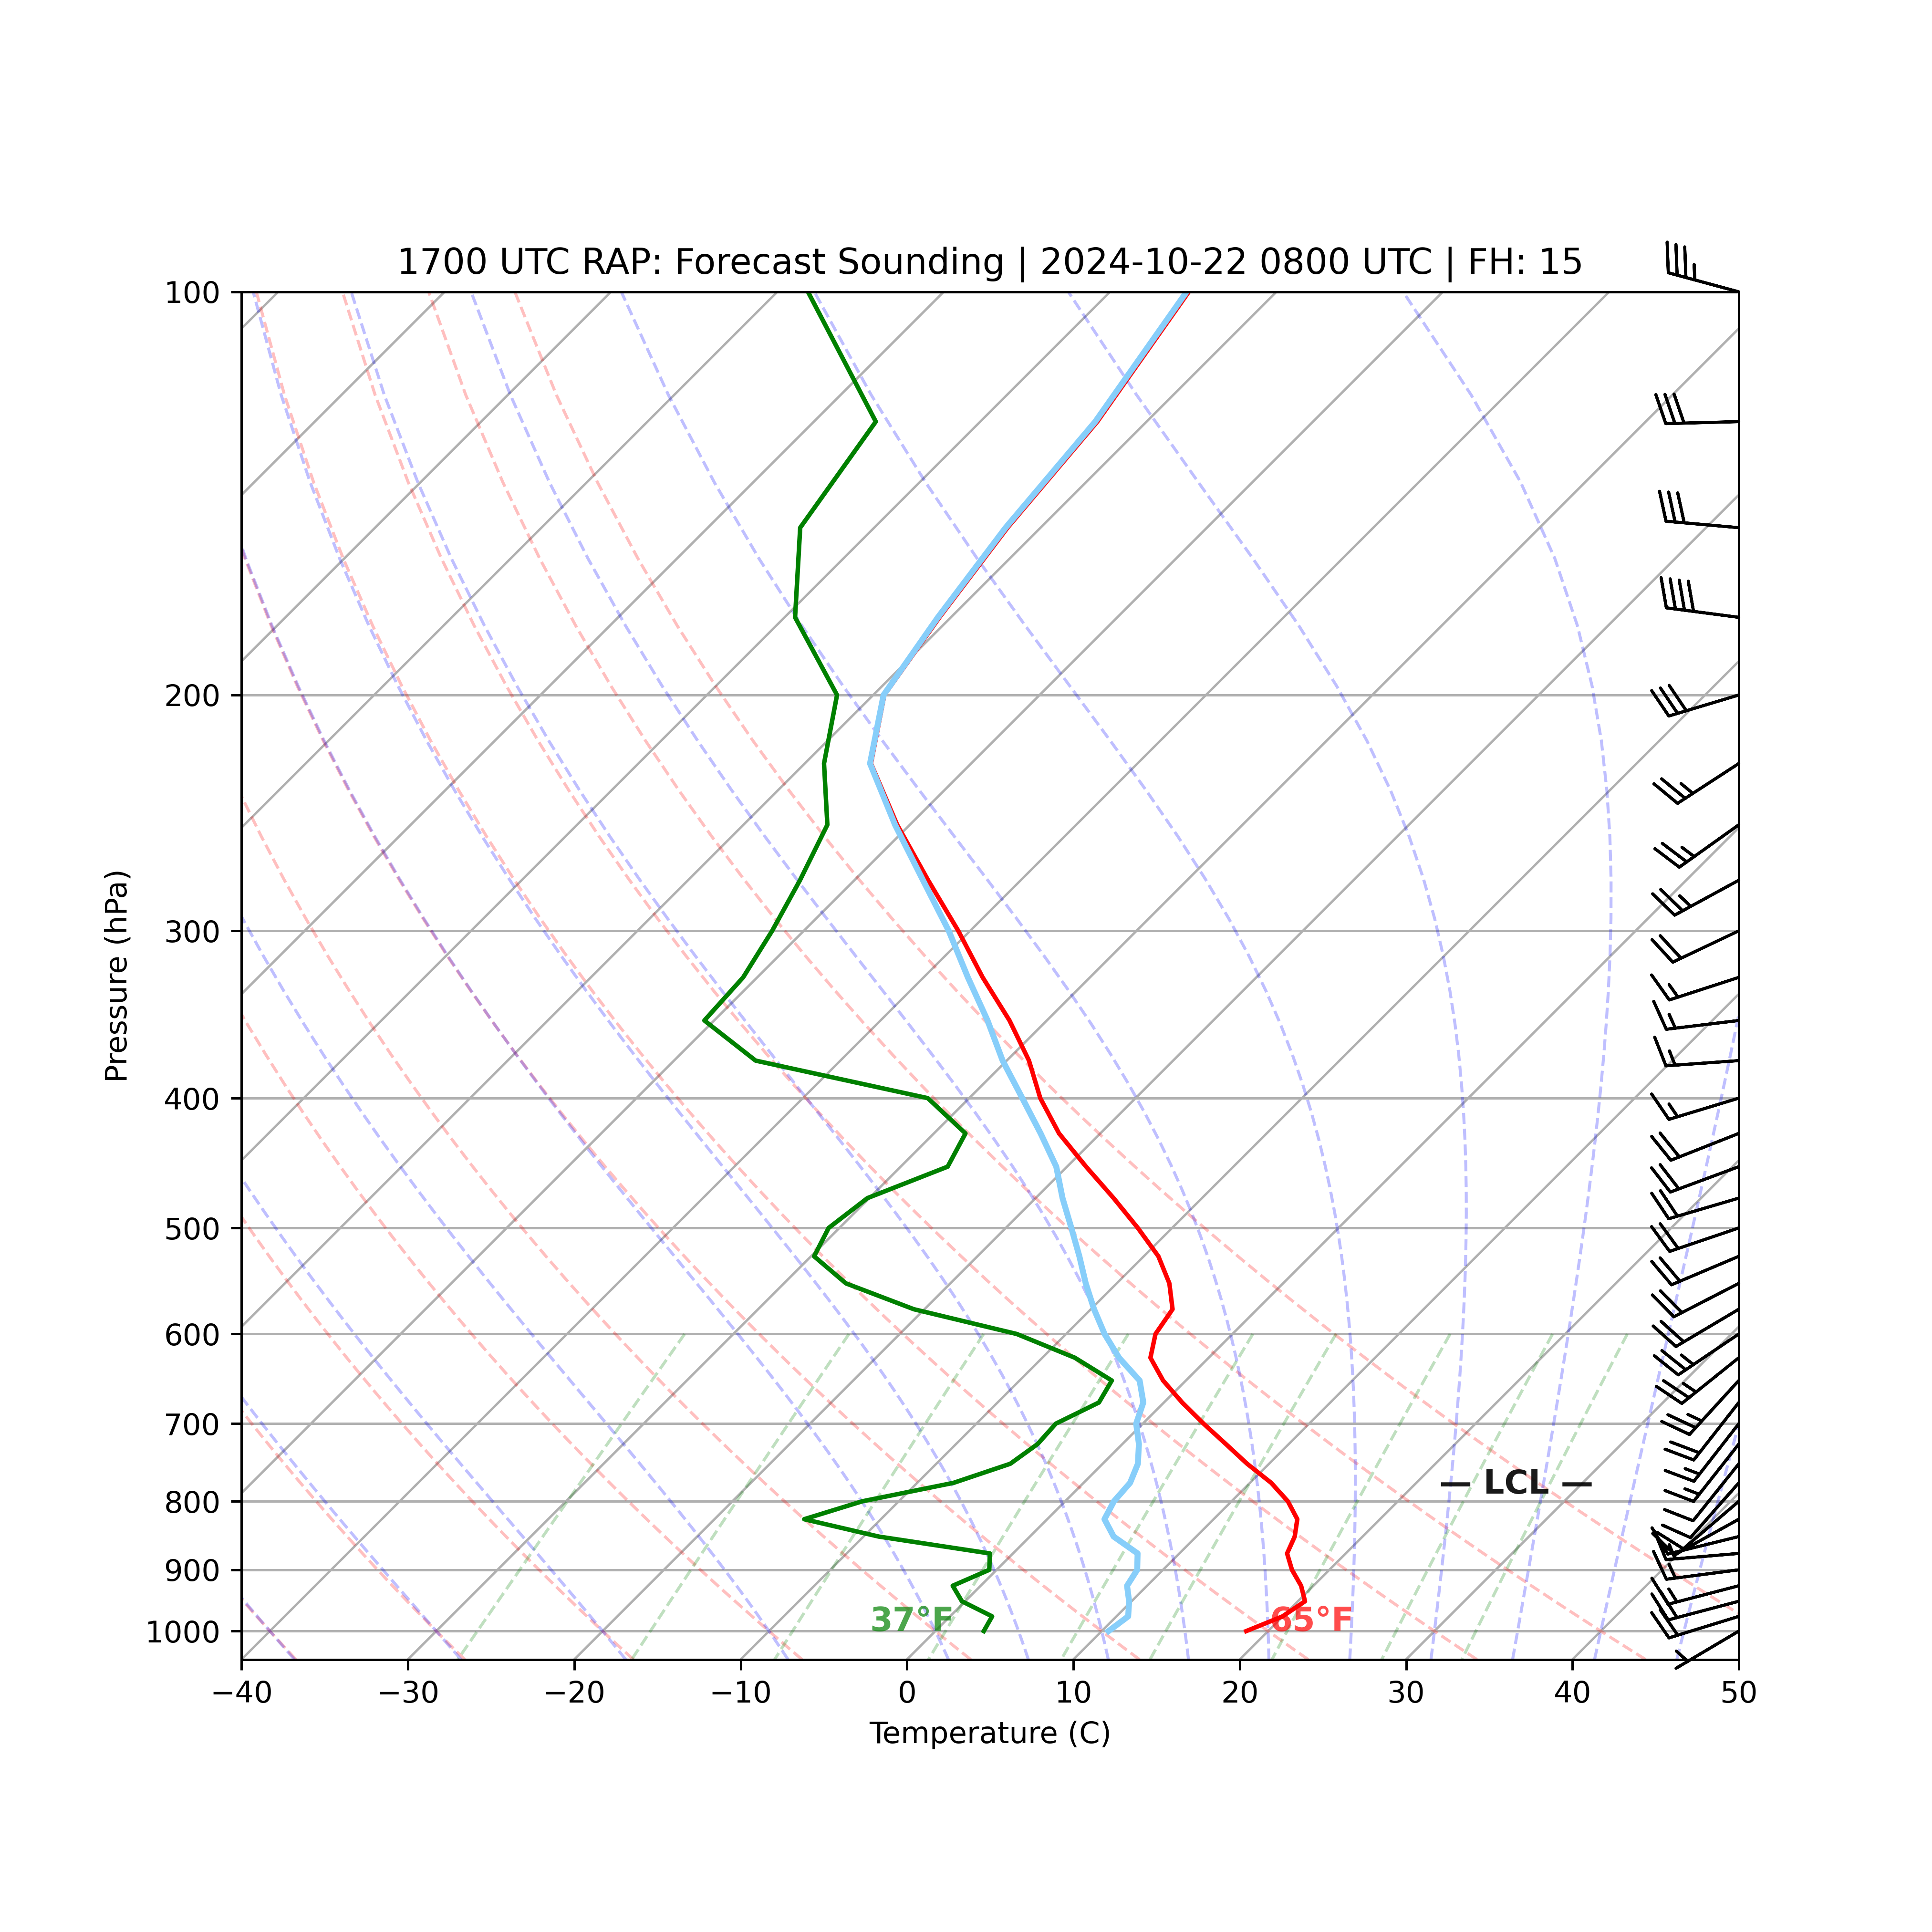 1700 UTC RAP: Forecast Sounding | 2024-10-22 0800 UTC | FH: 15
100
200
300
400
500
600
700
800
900
1000
Pressure (hPa)
— LCL —
37°F
65°F
−40 −30 −20 −10 0 10 20 30 40 50
Temperature (C)